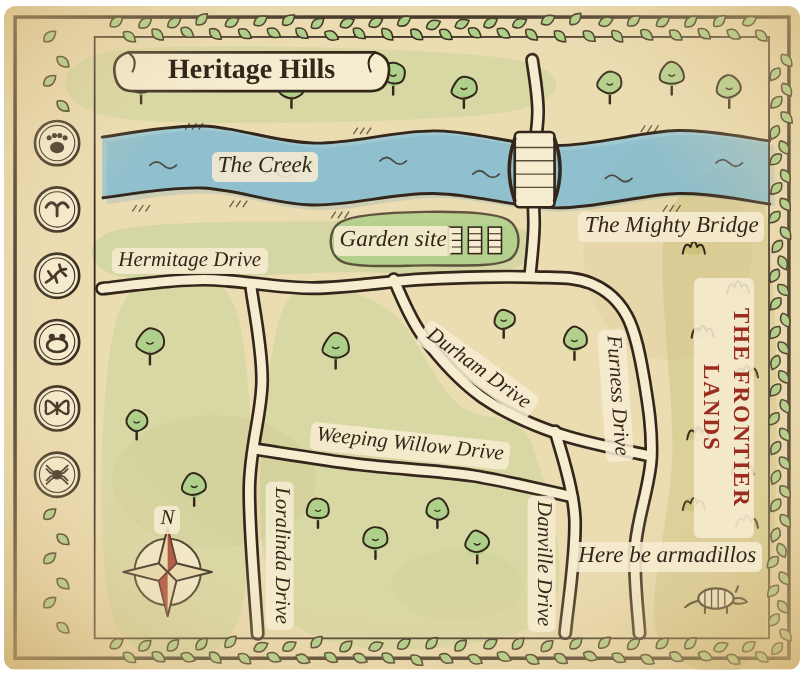 Heritage Hills
The Creek
The Mighty Bridge
Garden site
Hermitage Drive
Durham Drive
Furness Drive
THE FRONTIER
LANDS
Weeping Willow Drive
Loralinda Drive
Danville Drive
N
Here be armadillos